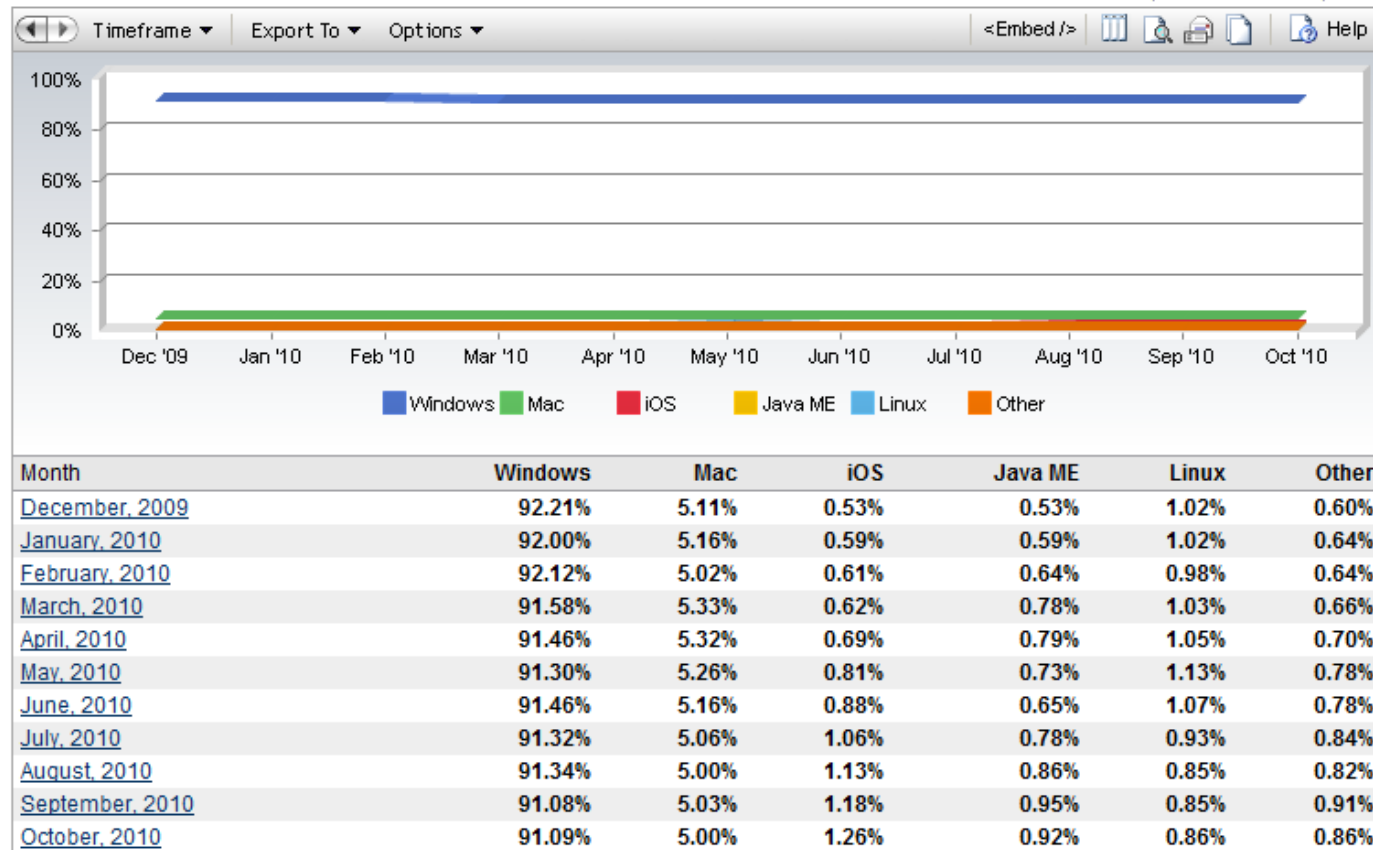 Timeframe ▼ Export To ▼ Options ▼ <Embed /> Help
100%
80%
60%
40%
20%
0%
Dec '09 Jan '10 Feb '10 Mar '10 Apr '10 May '10 Jun '10 Jul '10 Aug '10 Sep '10 Oct '10
Windows Mac iOS Java ME Linux Other
Month Windows Mac iOS Java ME Linux Other
December, 2009 92.21% 5.11% 0.53% 0.53% 1.02% 0.60%
January, 2010 92.00% 5.16% 0.59% 0.59% 1.02% 0.64%
February, 2010 92.12% 5.02% 0.61% 0.64% 0.98% 0.64%
March, 2010 91.58% 5.33% 0.62% 0.78% 1.03% 0.66%
April, 2010 91.46% 5.32% 0.69% 0.79% 1.05% 0.70%
May, 2010 91.30% 5.26% 0.81% 0.73% 1.13% 0.78%
June, 2010 91.46% 5.16% 0.88% 0.65% 1.07% 0.78%
July, 2010 91.32% 5.06% 1.06% 0.78% 0.93% 0.84%
August, 2010 91.34% 5.00% 1.13% 0.86% 0.85% 0.82%
September, 2010 91.08% 5.03% 1.18% 0.95% 0.85% 0.91%
October, 2010 91.09% 5.00% 1.26% 0.92% 0.86% 0.86%